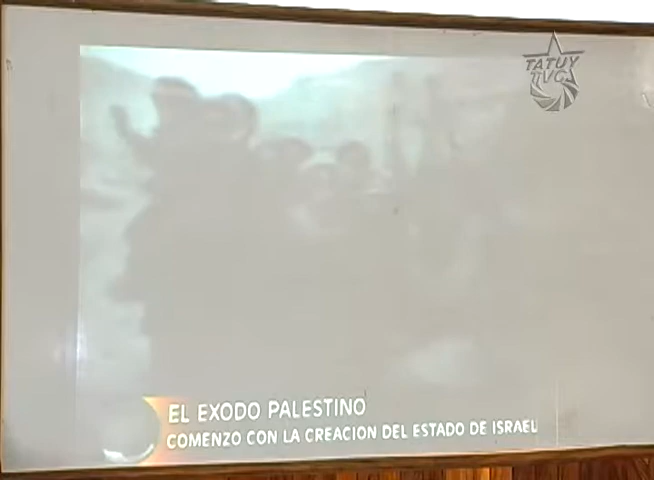 TATUY
TVC
EL EXODO PALESTINO
COMENZO CON LA CREACION DEL ESTADO DE ISRAEL